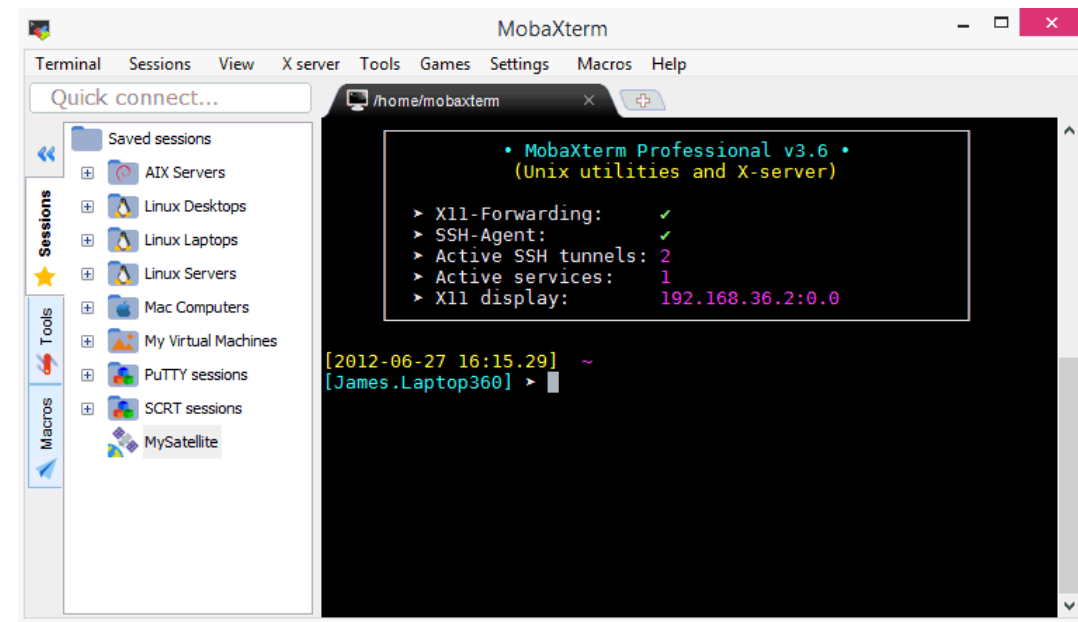 MobaXterm
Terminal Sessions View X server Tools Games Settings Macros Help
Quick connect...
/home/mobaxterm
Saved sessions
AIX Servers
Linux Desktops
Linux Laptops
Linux Servers
Mac Computers
My Virtual Machines
PuTTY sessions
SCRT sessions
MySatellite
Sessions
Tools
Macros
• MobaXterm Professional v3.6 •
(Unix utilities and X-server)
➤ X11-Forwarding: ✔
➤ SSH-Agent: ✔
➤ Active SSH tunnels: 2
➤ Active services: 1
➤ X11 display: 192.168.36.2:0.0
[2012-06-27 16:15.29] ~
[James.Laptop360] ➤